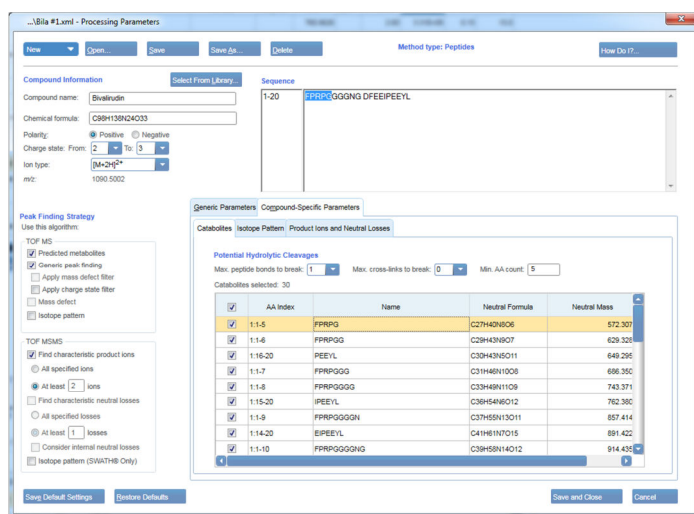 ...\Bila #1.xml - Processing Parameters
New Open... Save Save As... Delete Method type: Peptides How Do I?...
Compound Information Select From Library...
Compound name: Bivalirudin
Chemical formula: C98H138N24O33
Polarity: Positive Negative
Charge state: From: 2 To: 3
Ion type: [M+2H]2+
m/z: 1090.5002
Sequence
1-20 FPRPGGGGNG DFEEIPEEYL
Peak Finding Strategy
Use this algorithm:
TOF MS
Predicted metabolites
Generic peak finding
Apply mass defect filter
Apply charge state filter
Mass defect
Isotope pattern
TOF MSMS
Find characteristic product ions
All specified ions
At least 2 ions
Find characteristic neutral losses
All specified losses
At least 1 losses
Consider internal neutral losses
Isotope pattern (SWATH® Only)
Generic Parameters Compound-Specific Parameters
Catabolites Isotope Pattern Product Ions and Neutral Losses
Potential Hydrolytic Cleavages
Max. peptide bonds to break: 1 Max. cross-links to break: 0 Min. AA count: 5
Catabolites selected: 30
AA Index Name Neutral Formula Neutral Mass
1:1-5 FPRPG C27H40N8O6 572.307
1:1-6 FPRPGG C29H43N9O7 629.328
1:16-20 PEEYL C30H43N5O11 649.295
1:1-7 FPRPGGG C31H46N10O8 686.350
1:1-8 FPRPGGGG C33H49N11O9 743.371
1:15-20 IPEEYL C36H54N6O12 762.380
1:1-9 FPRPGGGGN C37H55N13O11 857.414
1:14-20 EIPEEYL C41H61N7O15 891.422
1:1-10 FPRPGGGGNG C39H58N14O12 914.435
Save Default Settings Restore Defaults Save and Close Cancel